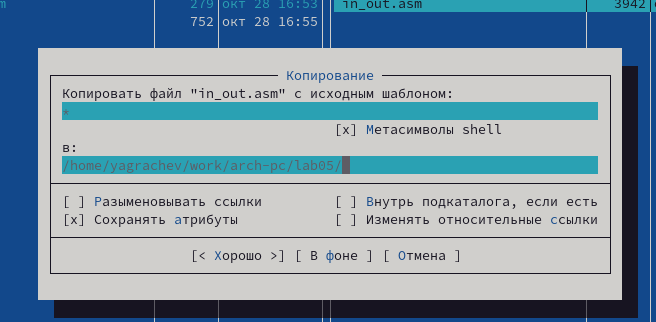 m 279 окт 28 16:53 in_out.asm 3942
752 окт 28 16:55
Копирование
Копировать файл "in_out.asm" с исходным шаблоном:
*
[x] Метасимволы shell
в:
/home/yagrachev/work/arch-pc/lab05/
[ ] Разыменовывать ссылки [ ] Внутрь подкаталога, если есть
[x] Сохранять атрибуты [ ] Изменять относительные ссылки
[< Хорошо >] [ В фоне ] [ Отмена ]